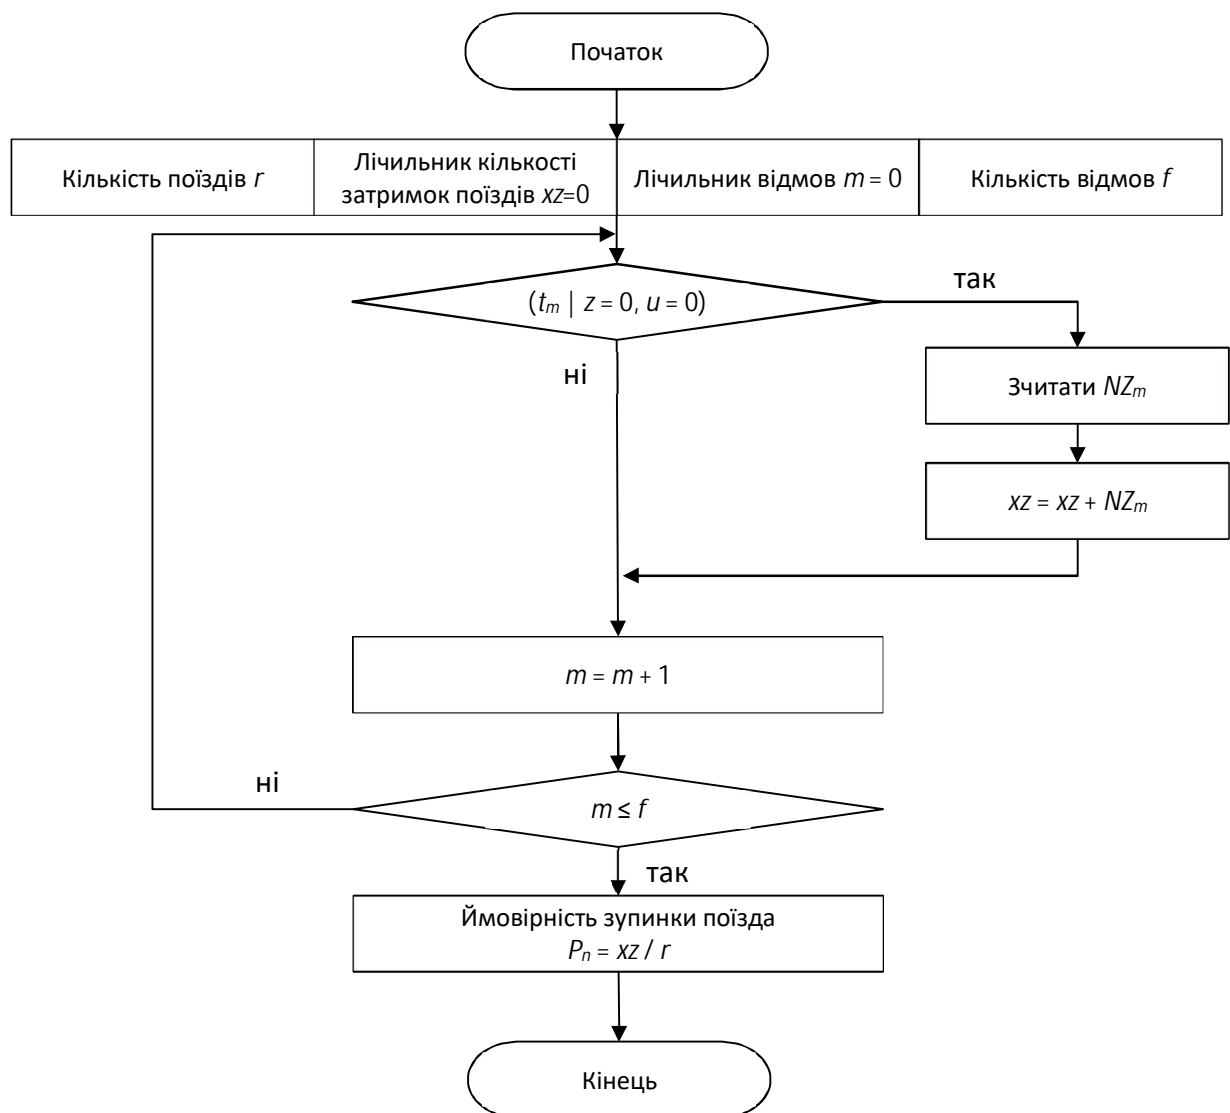 Початок
Кількість поїздів r
Лічильник кількості
затримок поїздів xz=0
Лічильник відмов m = 0
Кількість відмов f
(tm | z = 0, u = 0)
так
ні
Зчитати NZm
xz = xz + NZm
m = m + 1
ні
m ≤ f
так
Ймовірність зупинки поїзда
Pn = xz / r
Кінець